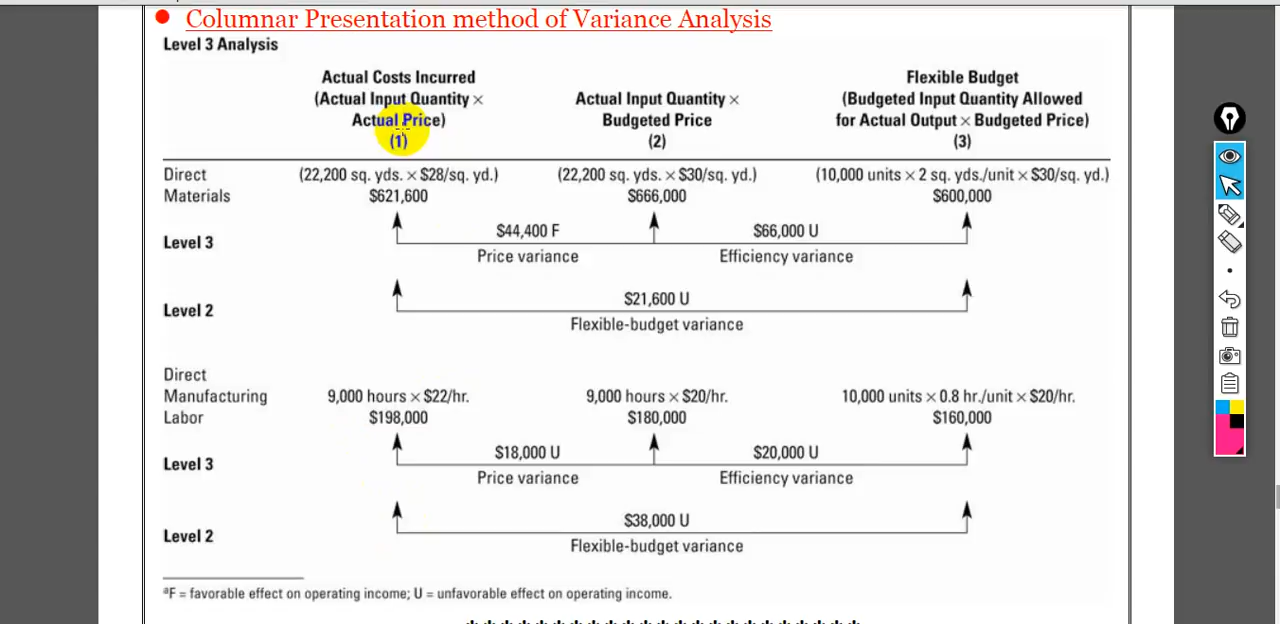 Columnar Presentation method of Variance Analysis
Level 3 Analysis
Actual Costs Incurred
(Actual Input Quantity ×
Actual Price)
(1)
Actual Input Quantity ×
Budgeted Price
(2)
Flexible Budget
(Budgeted Input Quantity Allowed
for Actual Output × Budgeted Price)
(3)
Direct
Materials
(22,200 sq. yds. × $28/sq. yd.)
$621,600
(22,200 sq. yds. × $30/sq. yd.)
$666,000
(10,000 units × 2 sq. yds./unit × $30/sq. yd.)
$600,000
Level 3
$44,400 F
Price variance
$66,000 U
Efficiency variance
Level 2
$21,600 U
Flexible-budget variance
Direct
Manufacturing
Labor
9,000 hours × $22/hr.
$198,000
9,000 hours × $20/hr.
$180,000
10,000 units × 0.8 hr./unit × $20/hr.
$160,000
Level 3
$18,000 U
Price variance
$20,000 U
Efficiency variance
Level 2
$38,000 U
Flexible-budget variance
ªF = favorable effect on operating income; U = unfavorable effect on operating income.